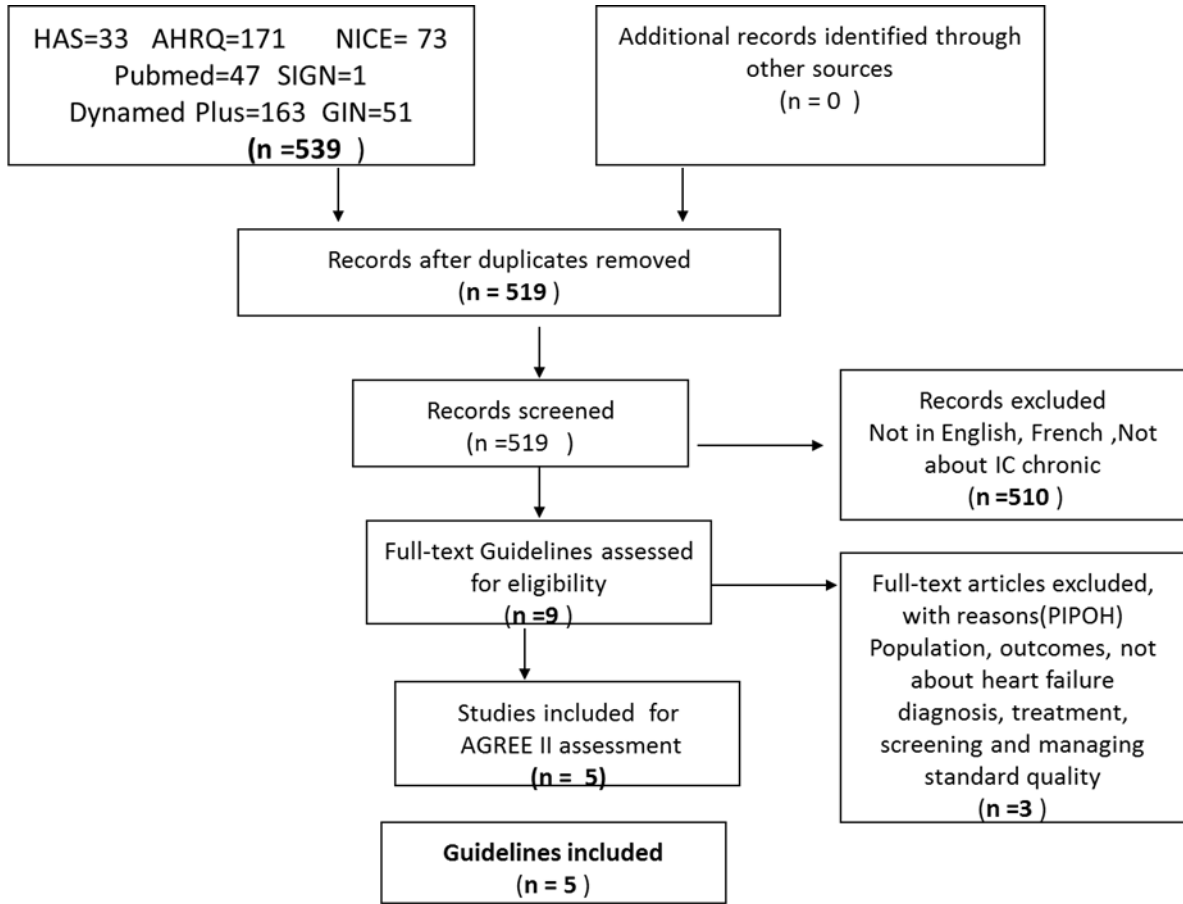 HAS=33 AHRQ=171 NICE= 73
Pubmed=47 SIGN=1
Dynamed Plus=163 GIN=51
(n =539 )
Additional records identified through
other sources
(n = 0 )
Records after duplicates removed
(n = 519 )
Records screened
(n =519 )
Records excluded
Not in English, French ,Not
about IC chronic
(n =510 )
Full-text Guidelines assessed
for eligibility
(n =9 )
Full-text articles excluded,
with reasons(PIPOH)
Population, outcomes, not
about heart failure
diagnosis, treatment,
screening and managing
standard quality
(n =3 )
Studies included for
AGREE II assessment
(n = 5)
Guidelines included
(n = 5 )